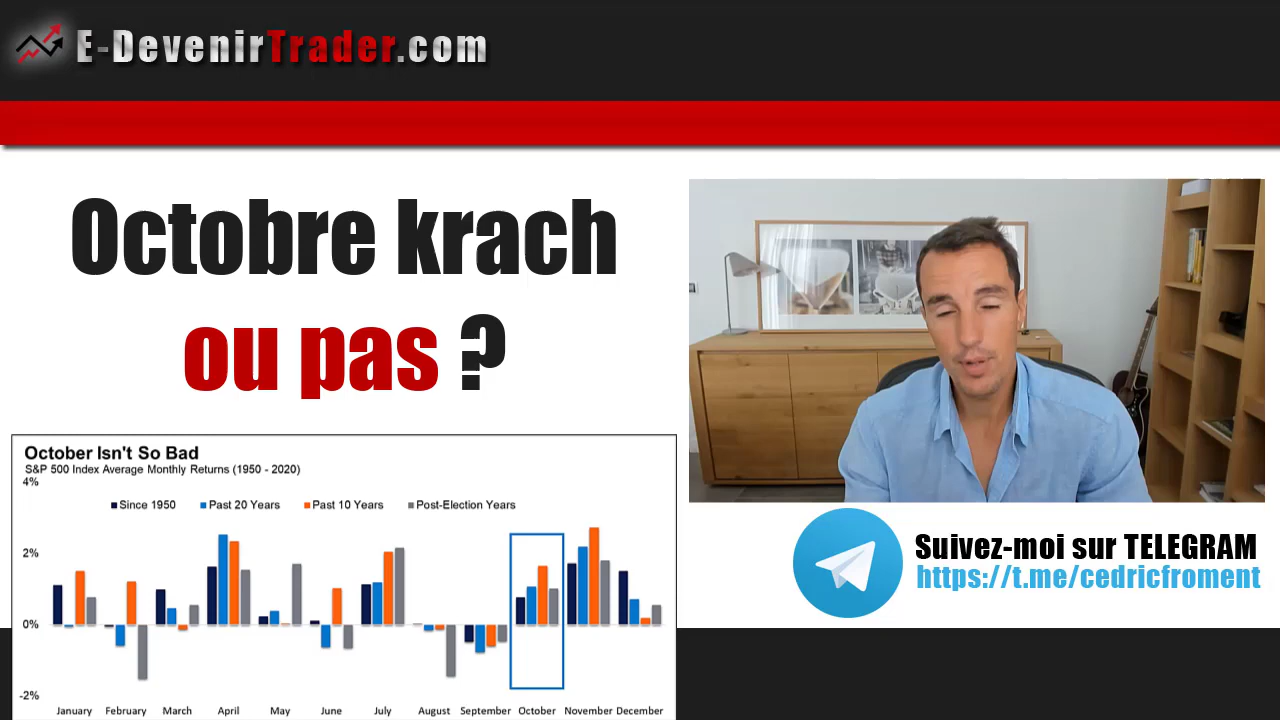 E-DevenirTrader.com
Octobre krach
ou pas ?
October Isn't So Bad
S&P 500 Index Average Monthly Returns (1950 - 2020)
4%
Since 1950 Past 20 Years Past 10 Years Post-Election Years
2%
0%
-2%
January February March April May June July August September October November December
Suivez-moi sur TELEGRAM
https://t.me/cedricfroment